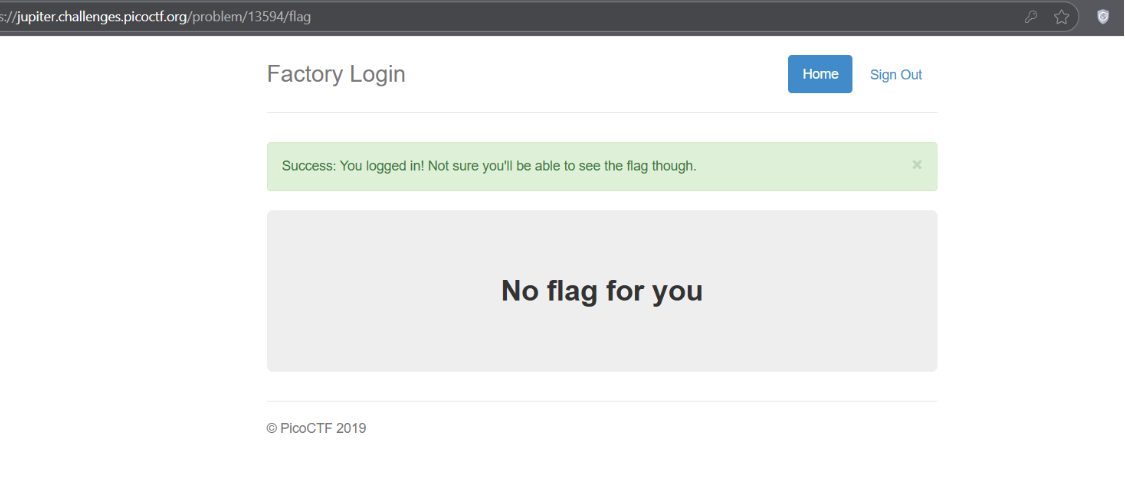 s://jupiter.challenges.picoctf.org/problem/13594/flag
Factory Login
Home
Sign Out
Success: You logged in! Not sure you'll be able to see the flag though.
×
No flag for you
© PicoCTF 2019